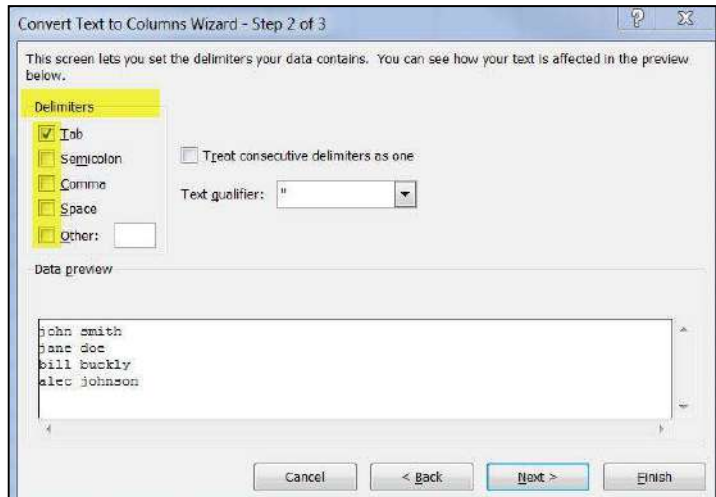 Convert Text to Columns Wizard - Step 2 of 3
This screen lets you set the delimiters your data contains. You can see how your text is affected in the preview
below.
Delimiters
Tab
Semicolon
Treat consecutive delimiters as one
Comma
Text qualifier: "
Space
Other:
Data preview
john smith
jane doe
bill buckly
alec johnson
Cancel
< Back
Next >
Finish